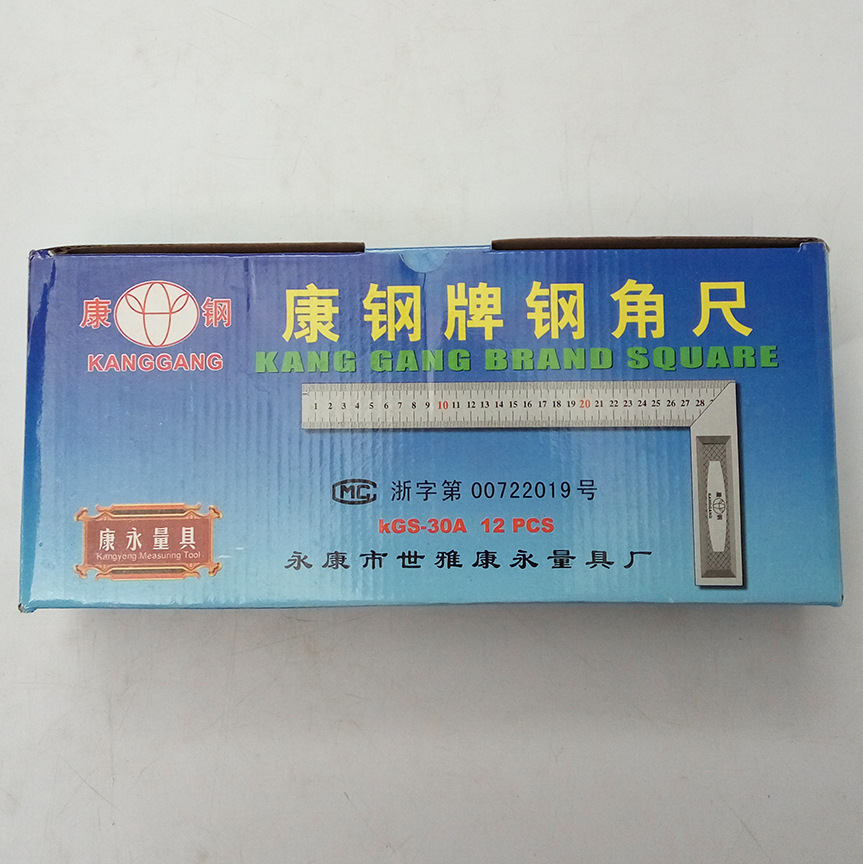 康 钢
KANGGANG
康钢牌钢角尺
KANG GANG BRAND SQUARE
1 2 3 4 5 6 7 8 9 10 11 12 13 14 15 16 17 18 19 20 21 22 23 24 25 26 27 28
康钢
KANGGANG
MC 浙字第 00722019号
kGS-30A 12 PCS
永康市世雅康永量具厂
康永量具
Kangyong Measuring Tool